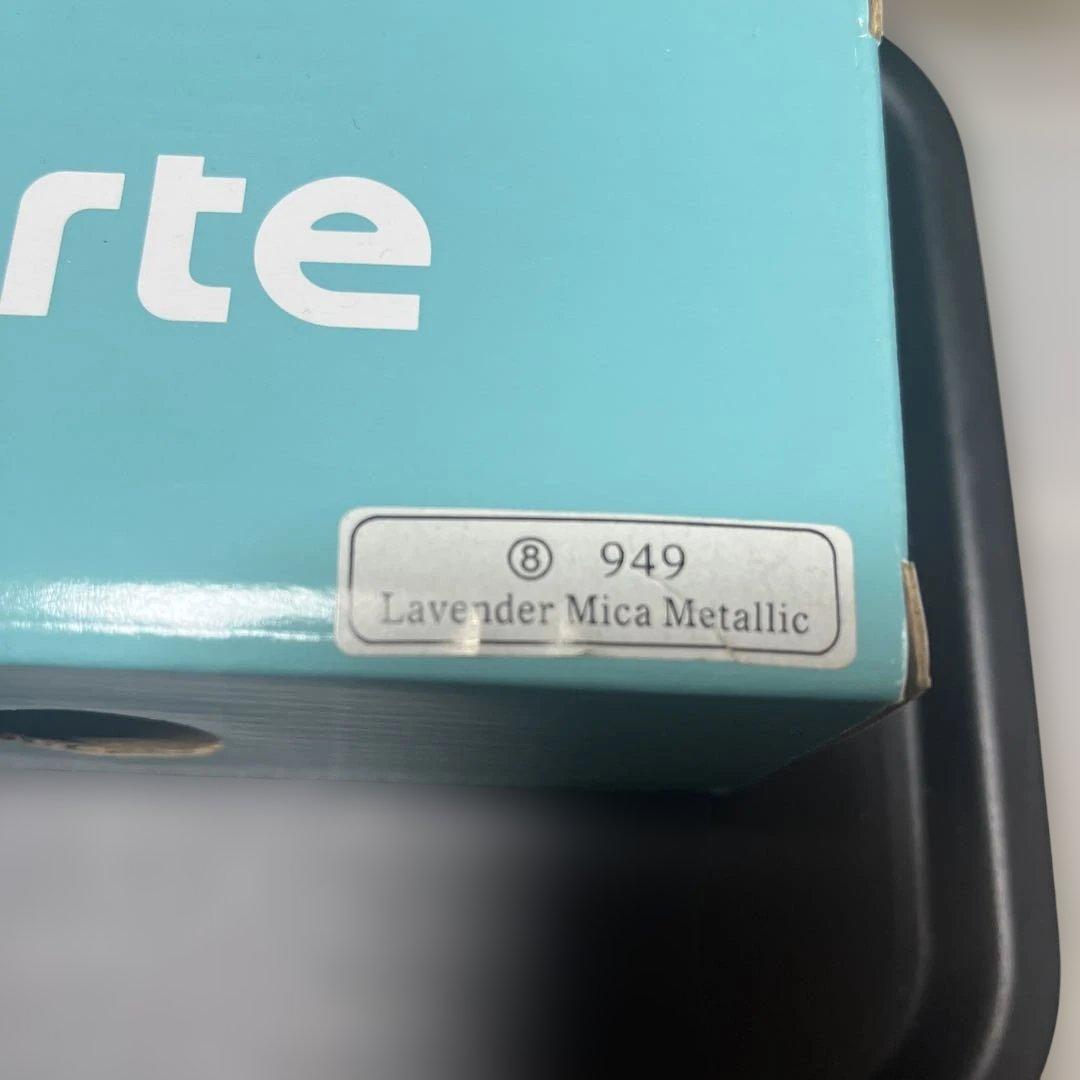 rte
⑧ 949
Lavender Mica Metallic